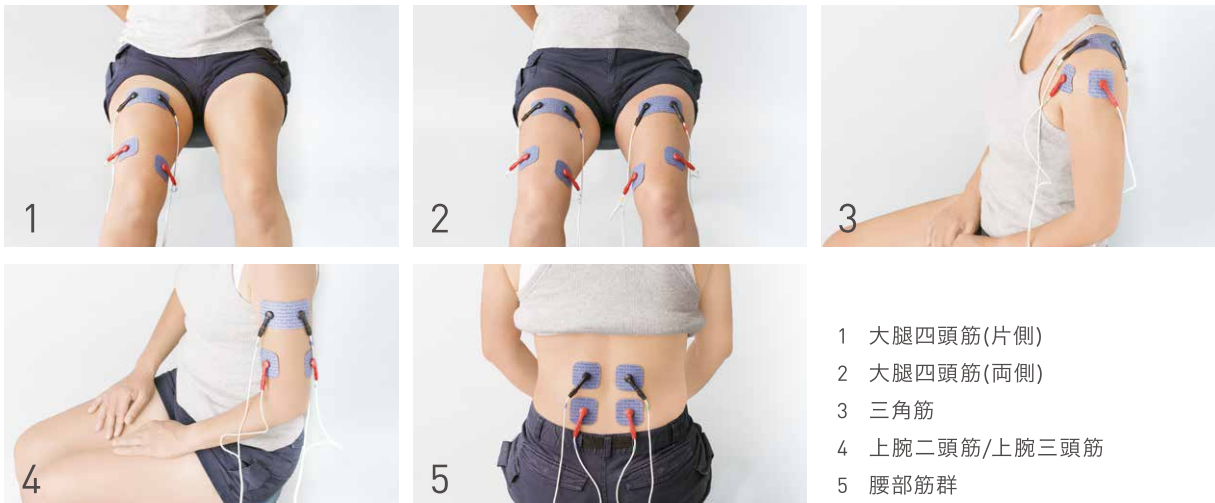 1
2
3
4
5
1 大腿四頭筋(片側)
2 大腿四頭筋(両側)
3 三角筋
4 上腕二頭筋/上腕三頭筋
5 腰部筋群